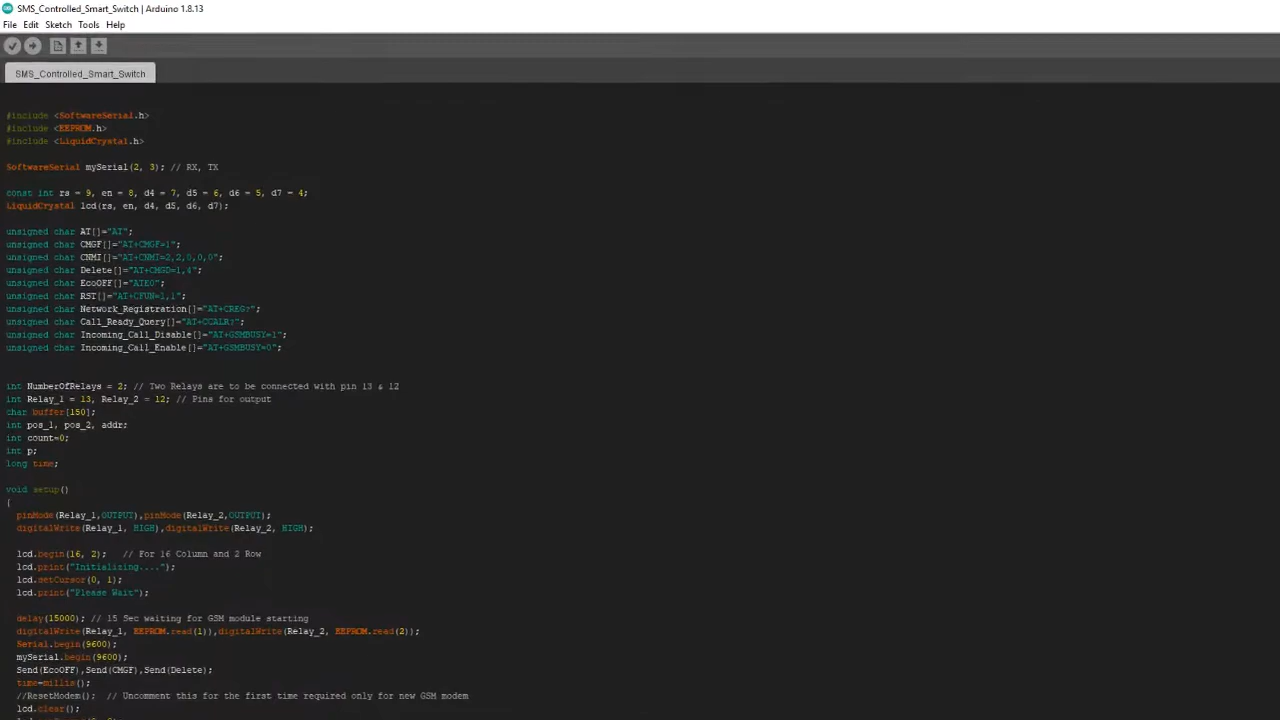 SMS_Controlled_Smart_Switch | Arduino 1.8.13
File Edit Sketch Tools Help
SMS_Controlled_Smart_Switch
#include <SoftwareSerial.h>
#include <EEPROM.h>
#include <LiquidCrystal.h>
SoftwareSerial mySerial(2, 3); // RX, TX
const int rs = 9, en = 8, d4 = 7, d5 = 6, d6 = 5, d7 = 4;
LiquidCrystal lcd(rs, en, d4, d5, d6, d7);
unsigned char AT[]="AT";
unsigned char CMGF[]="AT+CMGF=1";
unsigned char CNMI[]="AT+CNMI=2,2,0,0,0";
unsigned char Delete[]="AT+CMGD=1,4";
unsigned char EcoOFF[]="ATE0";
unsigned char RST[]="AT+CFUN=1,1";
unsigned char Network_Registration[]="AT+CREG?";
unsigned char Call_Ready_Query[]="AT+CCALR?";
unsigned char Incoming_Call_Disable[]="AT+GSMBUSY=1";
unsigned char Incoming_Call_Enable[]="AT+GSMBUSY=0";
int NumberOfRelays = 2; // Two Relays are to be connected with pin 13 & 12
int Relay_1 = 13, Relay_2 = 12; // Pins for output
char buffer[150];
int pos_1, pos_2, addr;
int count=0;
int p;
long time;
void setup()
{
pinMode(Relay_1,OUTPUT),pinMode(Relay_2,OUTPUT);
digitalWrite(Relay_1, HIGH),digitalWrite(Relay_2, HIGH);
lcd.begin(16, 2); // For 16 Column and 2 Row
lcd.print("Initializing....");
lcd.setCursor(0, 1);
lcd.print("Please Wait");
delay(15000); // 15 Sec waiting for GSM module starting
digitalWrite(Relay_1, EEPROM.read(1)),digitalWrite(Relay_2, EEPROM.read(2));
Serial.begin(9600);
mySerial.begin(9600);
Send(EcoOFF),Send(CMGF),Send(Delete);
time=millis();
//ResetModem(); // Uncomment this for the first time required only for new GSM modem
lcd.clear();